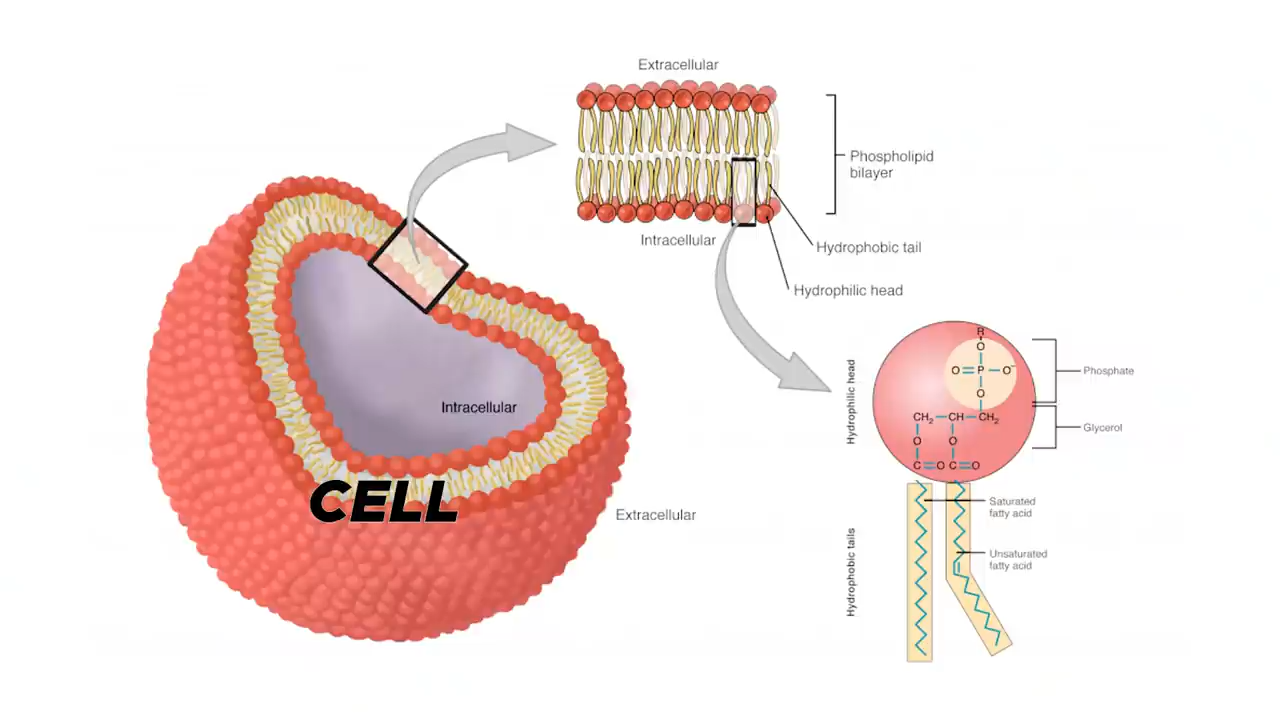 Extracellular
Phospholipid
bilayer
Intracellular
Hydrophobic tail
Hydrophilic head
Intracellular
CELL
Extracellular
Hydrophilic head
R
O
O=P—O⁻
O
CH₂—CH—CH₂
O O
C=O C=O
Phosphate
Glycerol
Hydrophobic tails
Saturated
fatty acid
Unsaturated
fatty acid